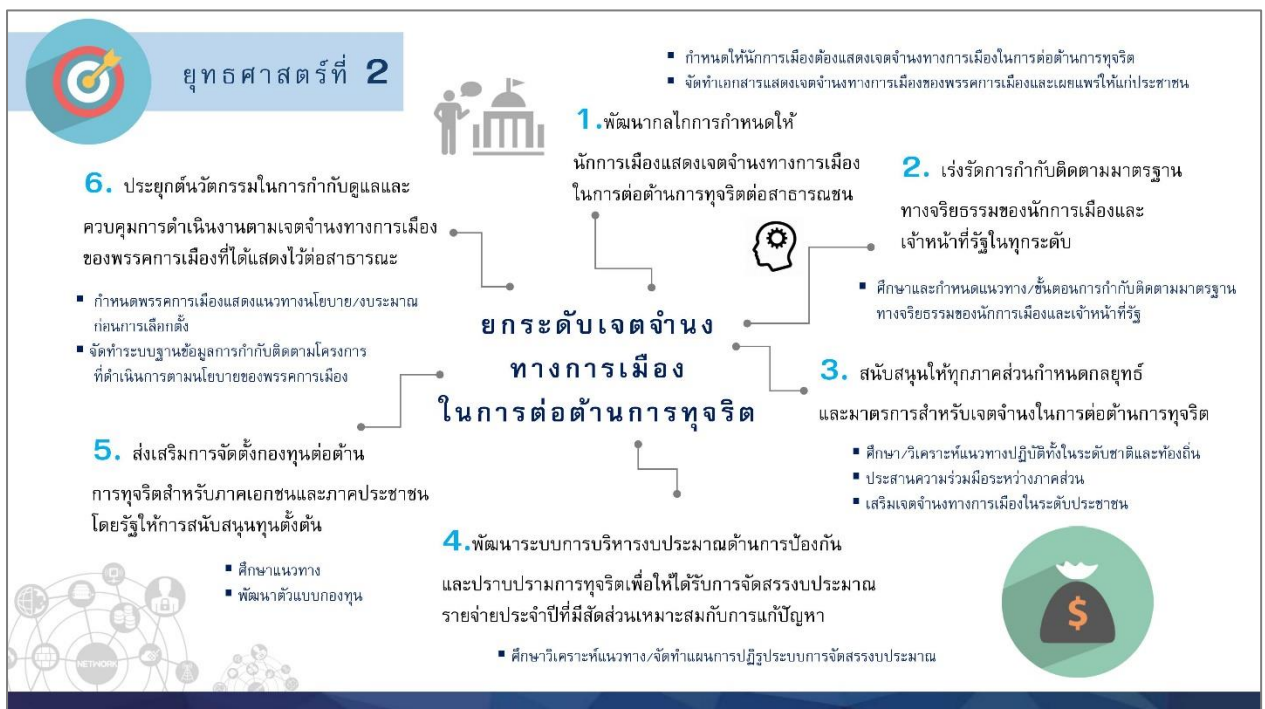 ยุทธศาสตร์ที่ 2
▪ กำหนดให้นักการเมืองต้องแสดงเจตจำนงทางการเมืองในการต่อต้านการทุจริต
▪ จัดทำเอกสารแสดงเจตจำนงทางการเมืองของพรรคการเมืองและเผยแพร่ให้แก่ประชาชน
1.พัฒนากลไกการกำหนดให้
นักการเมืองแสดงเจตจำนงทางการเมือง
ในการต่อต้านการทุจริตต่อสาธารณชน
2. เร่งรัดการกำกับติดตามมาตรฐาน
ทางจริยธรรมของนักการเมืองและ
เจ้าหน้าที่รัฐในทุกระดับ
▪ ศึกษาและกำหนดแนวทาง/ขั้นตอนการกำกับติดตามมาตรฐาน
ทางจริยธรรมของนักการเมืองและเจ้าหน้าที่รัฐ
3. สนับสนุนให้ทุกภาคส่วนกำหนดกลยุทธ์
และมาตรการสำหรับเจตจำนงในการต่อต้านการทุจริต
▪ ศึกษา/วิเคราะห์แนวทางปฏิบัติทั้งในระดับชาติและท้องถิ่น
▪ ประสานความร่วมมือระหว่างภาคส่วน
▪ เสริมเจตจำนงทางการเมืองในระดับประชาชน
4.พัฒนาระบบการบริหารงบประมาณด้านการป้องกัน
และปราบปรามการทุจริตเพื่อให้ได้รับการจัดสรรงบประมาณ
รายจ่ายประจำปีที่มีสัดส่วนเหมาะสมกับการแก้ปัญหา
▪ ศึกษาวิเคราะห์แนวทาง/จัดทำแผนการปฏิรูประบบการจัดสรรงบประมาณ
5. ส่งเสริมการจัดตั้งกองทุนต่อต้าน
การทุจริตสำหรับภาคเอกชนและภาคประชาชน
โดยรัฐให้การสนับสนุนทุนตั้งต้น
▪ ศึกษาแนวทาง
▪ พัฒนาตัวแบบกองทุน
6. ประยุกต์นวัตกรรมในการกำกับดูแลและ
ควบคุมการดำเนินงานตามเจตจำนงทางการเมือง
ของพรรคการเมืองที่ได้แสดงไว้ต่อสาธารณะ
▪ กำหนดพรรคการเมืองแสดงแนวทางนโยบาย/งบประมาณ
ก่อนการเลือกตั้ง
▪ จัดทำระบบฐานข้อมูลการกำกับติดตามโครงการ
ที่ดำเนินการตามนโยบายของพรรคการเมือง
ยกระดับเจตจำนง
ทางการเมือง
ในการต่อต้านการทุจริต
NETWORK
$